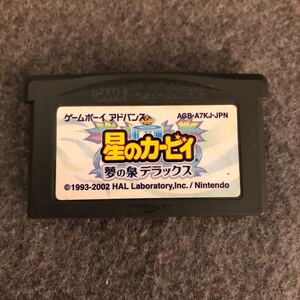 GAME BOY ADVANCE
ゲームボーイ アドバンス
AGB-A7KJ-JPN
星のカービィ
夢の泉デラックス
©1993-2002 HAL Laboratory,Inc. / Nintendo